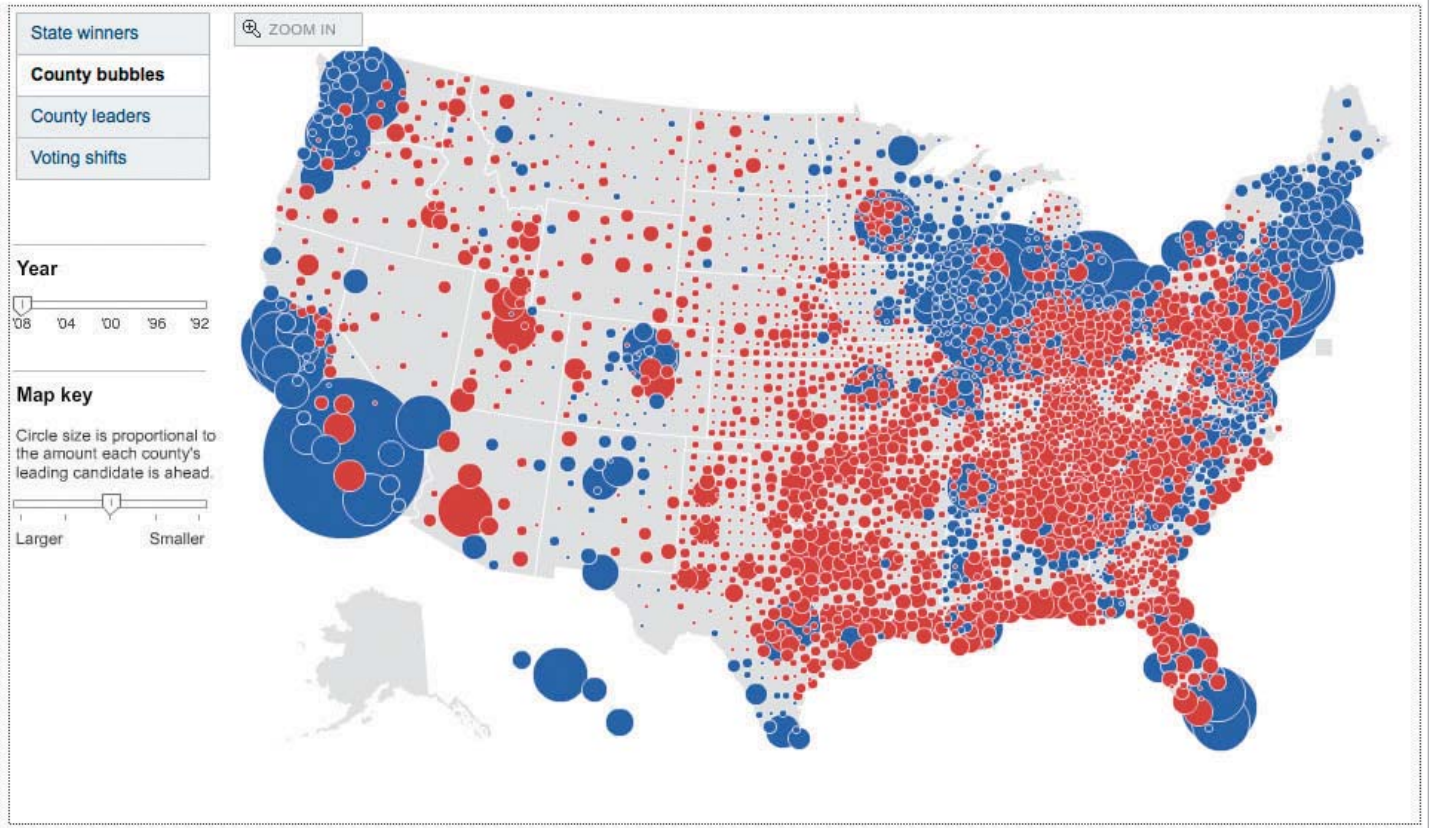 State winners
County bubbles
County leaders
Voting shifts
ZOOM IN
Year
'08 '04 '00 '96 '92
Map key
Circle size is proportional to
the amount each county's
leading candidate is ahead.
Larger Smaller